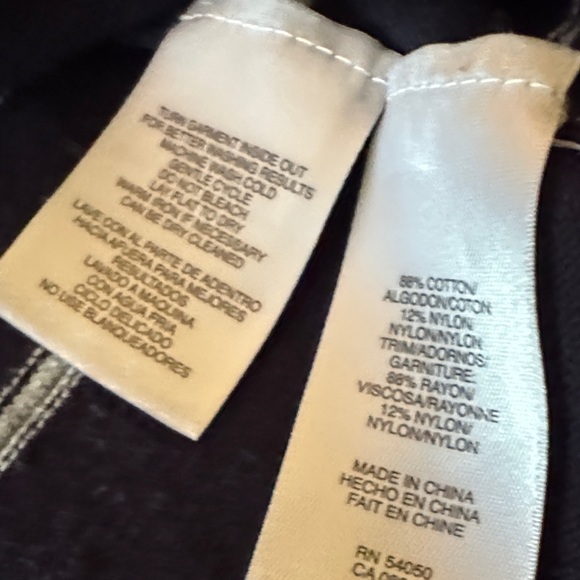 TURN GARMENT INSIDE OUT
FOR BETTER WASHING RESULTS
MACHINE WASH COLD
GENTLE CYCLE
DO NOT BLEACH
LAY FLAT TO DRY
WARM IRON IF NECESSARY
CAN BE DRY CLEANED
LAVE CON AL PARTE DE ADENTRO
HACIA AFUERA PARA MEJORES
RESULTADOS
LAVADO A MAQUINA
CON AGUA FRIA
CICLO DELICADO
NO USE BLANQUEADORES
88% COTTON/
ALGODON/COTON
12% NYLON/
NYLON/NYLON
TRIM/ADORNOS/
GARNITURE:
88% RAYON/
VISCOSA/RAYONNE
12% NYLON/
NYLON/NYLON
MADE IN CHINA
HECHO EN CHINA
FAIT EN CHINE
RN 54050
CA